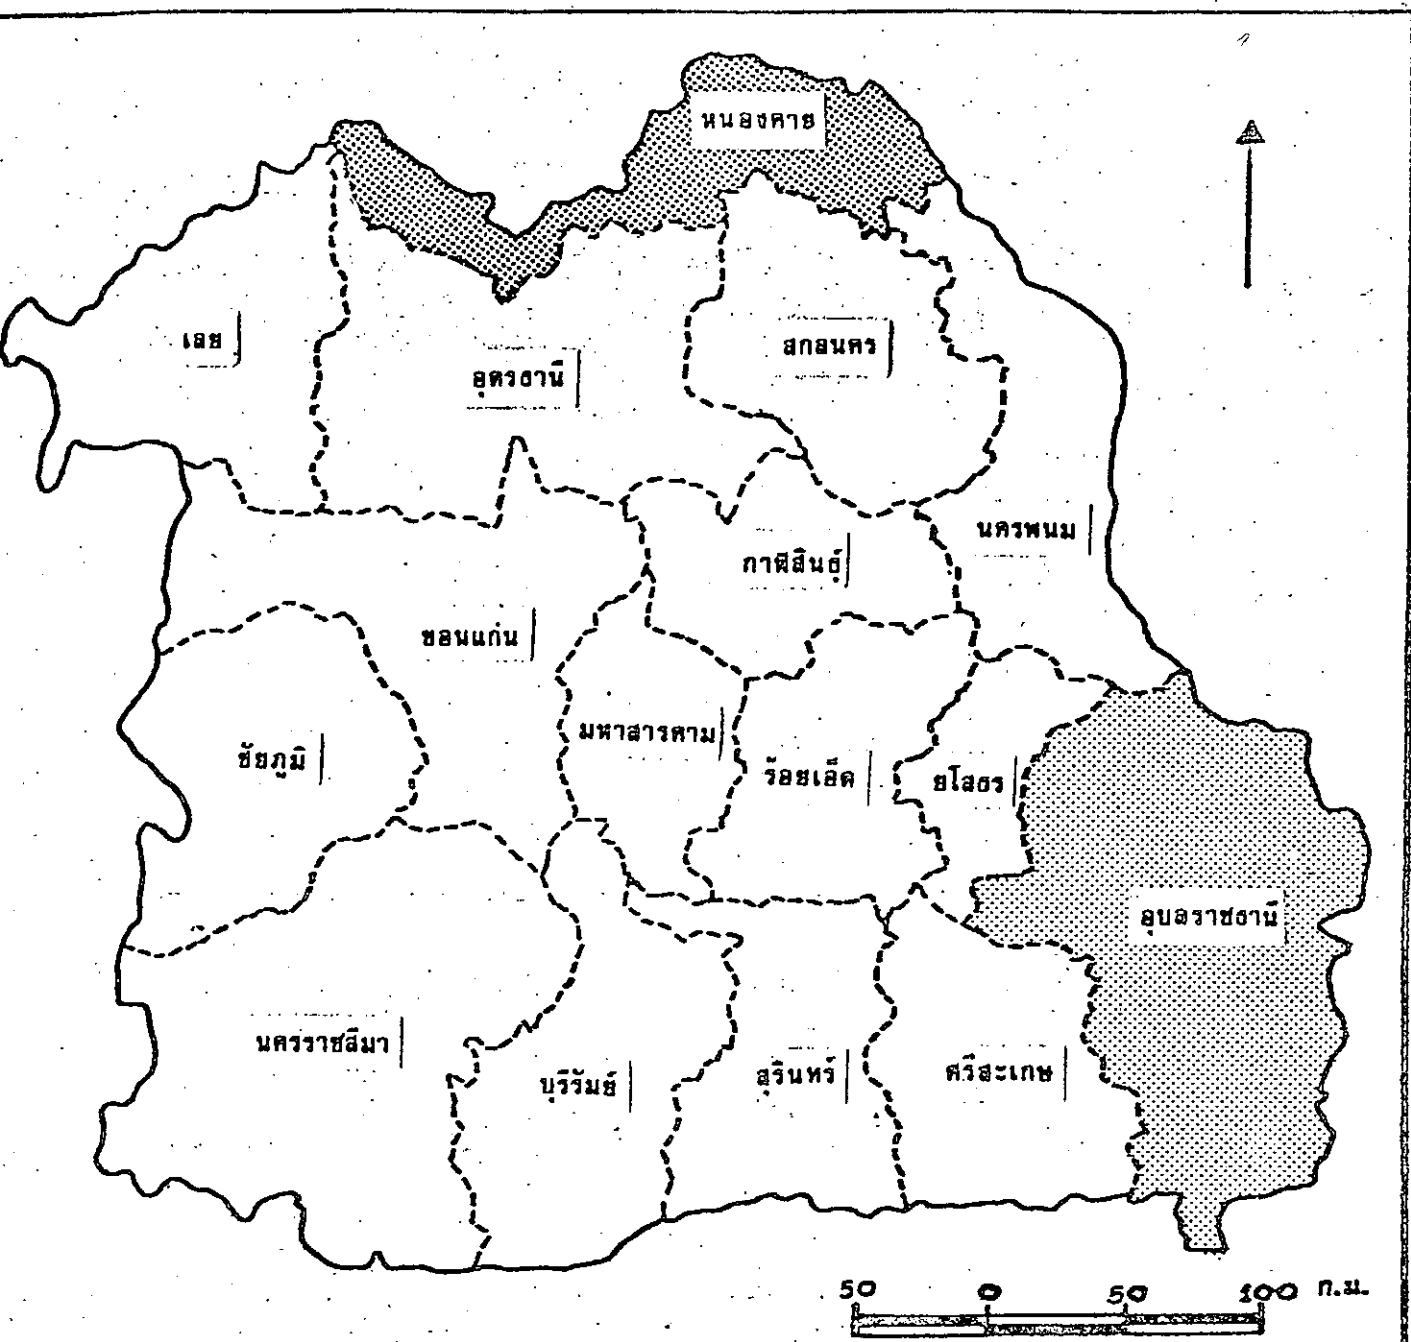 หนองคาย
เลย
อุดรธานี
สกลนคร
นครพนม
กาฬสินธุ์
ขอนแก่น
มหาสารคาม
ร้อยเอ็ด
ยโสธร
ชัยภูมิ
อุบลราชธานี
นครราชสีมา
บุรีรัมย์
สุรินทร์
ศรีสะเกษ
50 0 50 100 ก.ม.